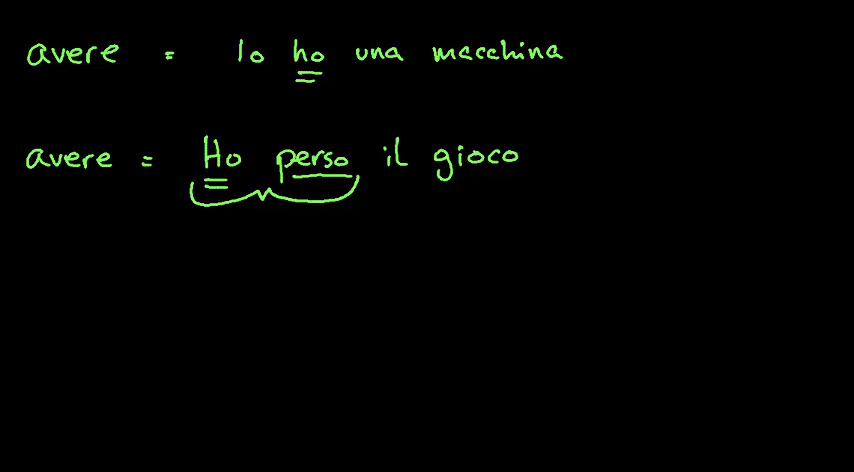 avere = Io ho una macchina
avere = Ho perso il gioco